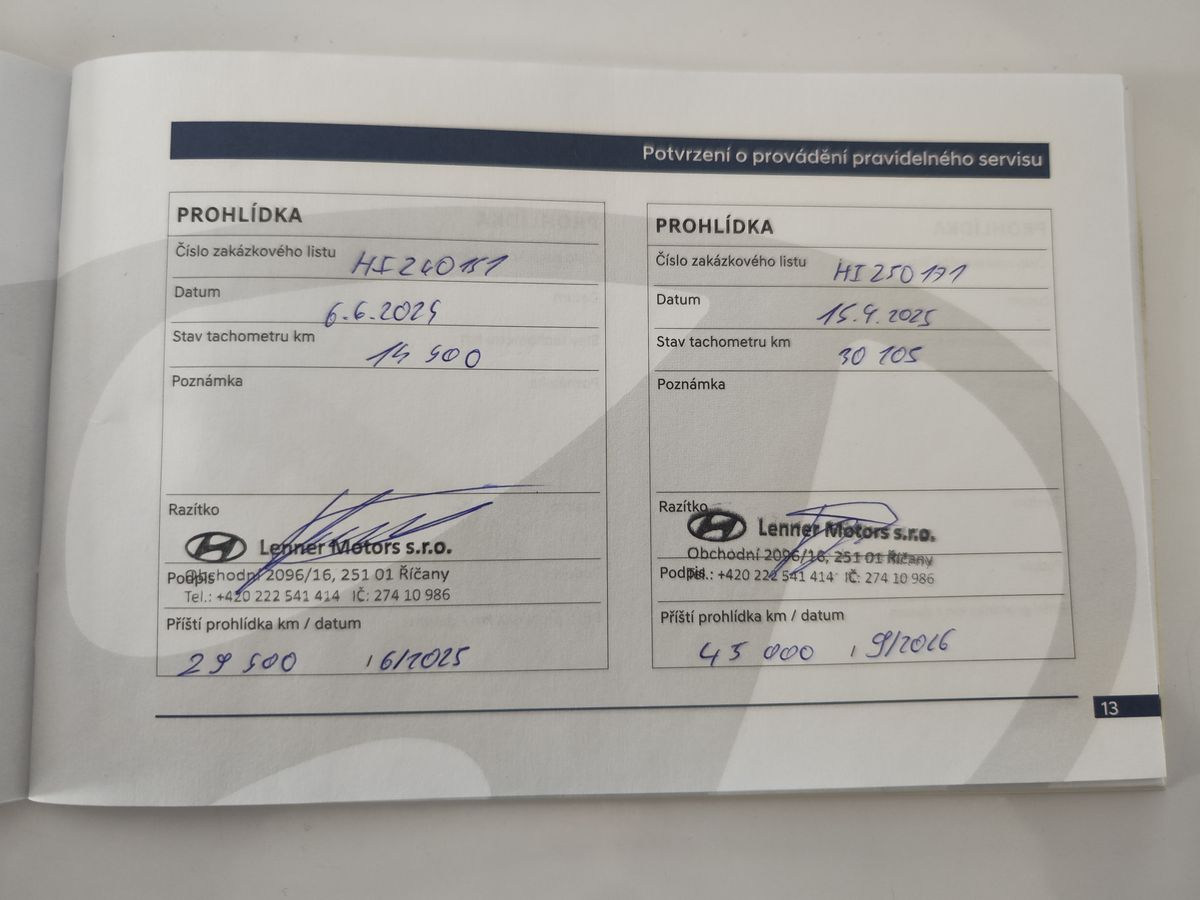 Potvrzení o provádění pravidelného servisu
PROHLÍDKA
Číslo zakázkového listu HI240151
Datum 6.6.2024
Stav tachometru km 14 500
Poznámka
Razítko
Lenner Motors s.r.o.
Obchodní 2096/16, 251 01 Říčany
Podpis
Tel.: +420 222 541 414 IČ: 274 10 986
Příští prohlídka km / datum
29 500 / 6/2025
PROHLÍDKA
Číslo zakázkového listu HI250171
Datum 15.9.2025
Stav tachometru km 30 105
Poznámka
Razítko
Lenner Motors s.r.o.
Obchodní 2096/16, 251 01 Říčany
Podpis
Tel.: +420 222 541 414 IČ: 274 10 986
Příští prohlídka km / datum
45 000 / 9/2026
13